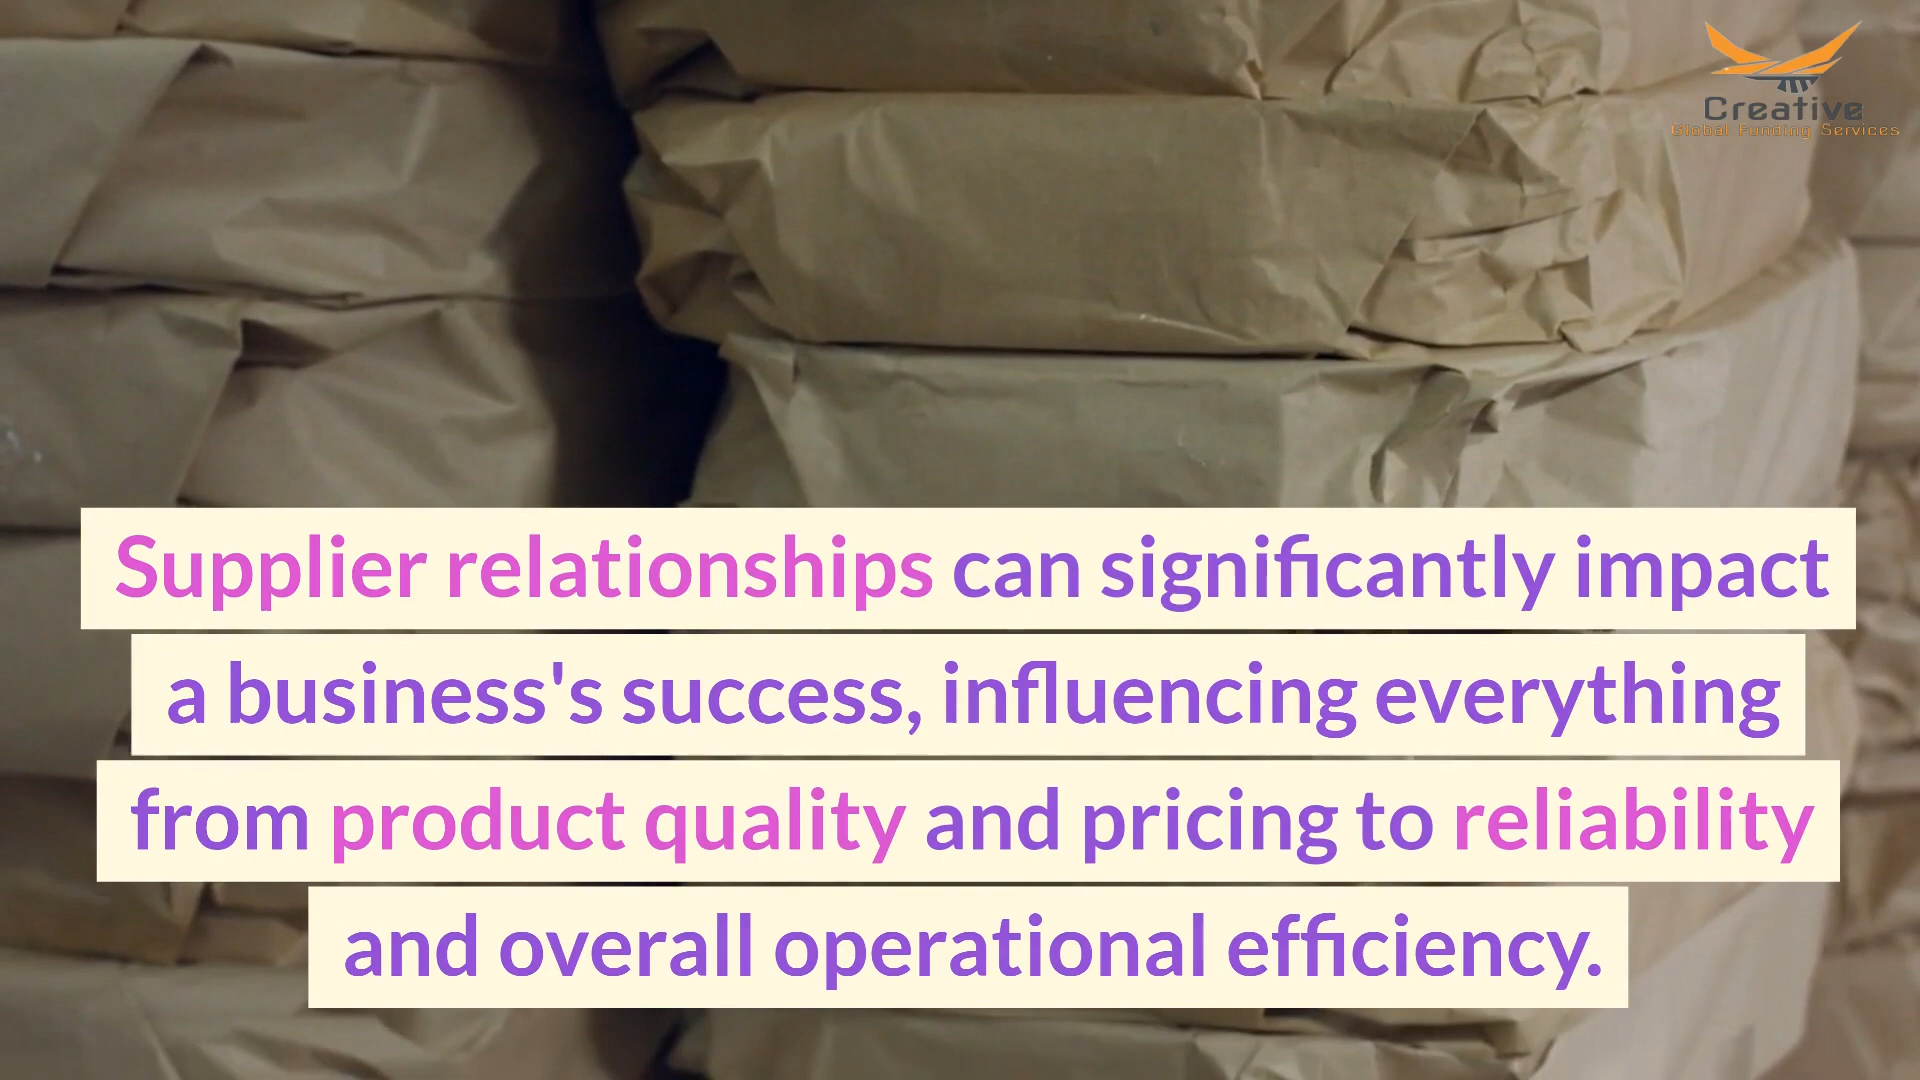 Creative
Global Funding Services
Supplier relationships can significantly impact
a business's success, influencing everything
from product quality and pricing to reliability
and overall operational efficiency.